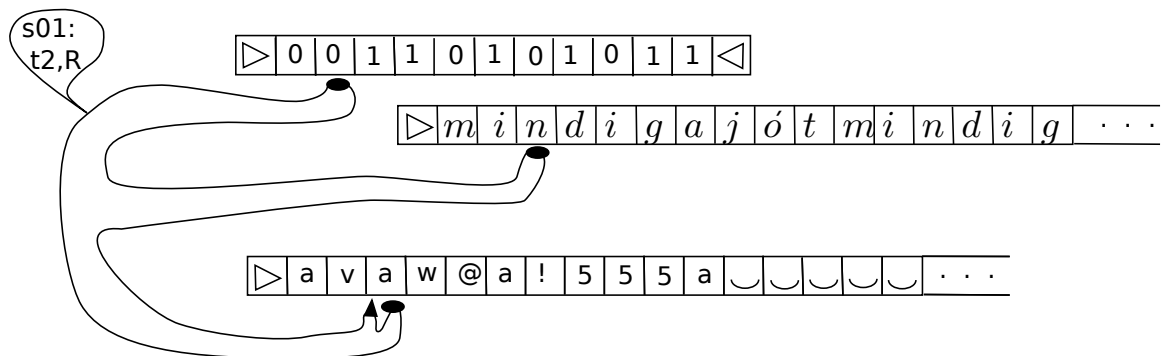 s01:
t2,R
▷ 0 0 1 1 0 1 0 1 0 1 1 ◁
▷ m i n d i g a j ó t m i n d i g · · ·
▷ a v a w @ a ! 5 5 5 a ‿ ‿ ‿ ‿ ‿ · · ·